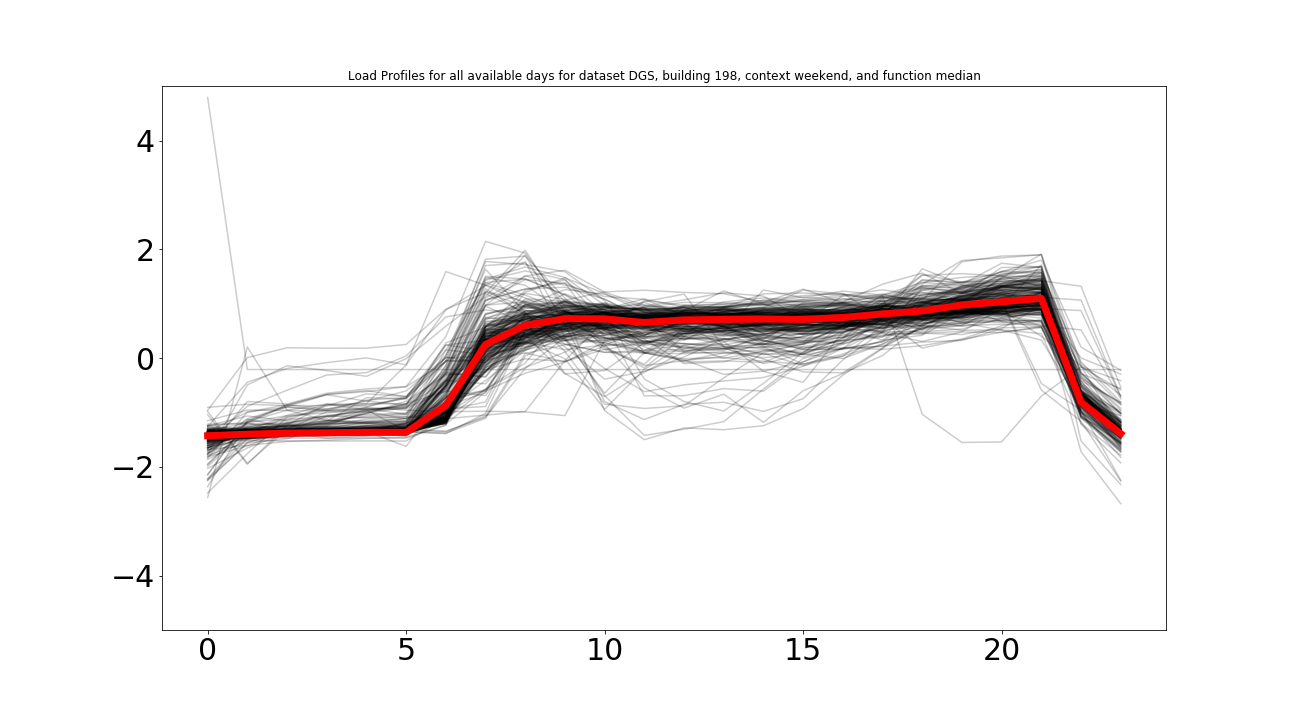 Load Profiles for all available days for dataset DGS, building 198, context weekend, and function median
4
2
0
−2
−4
0 5 10 15 20